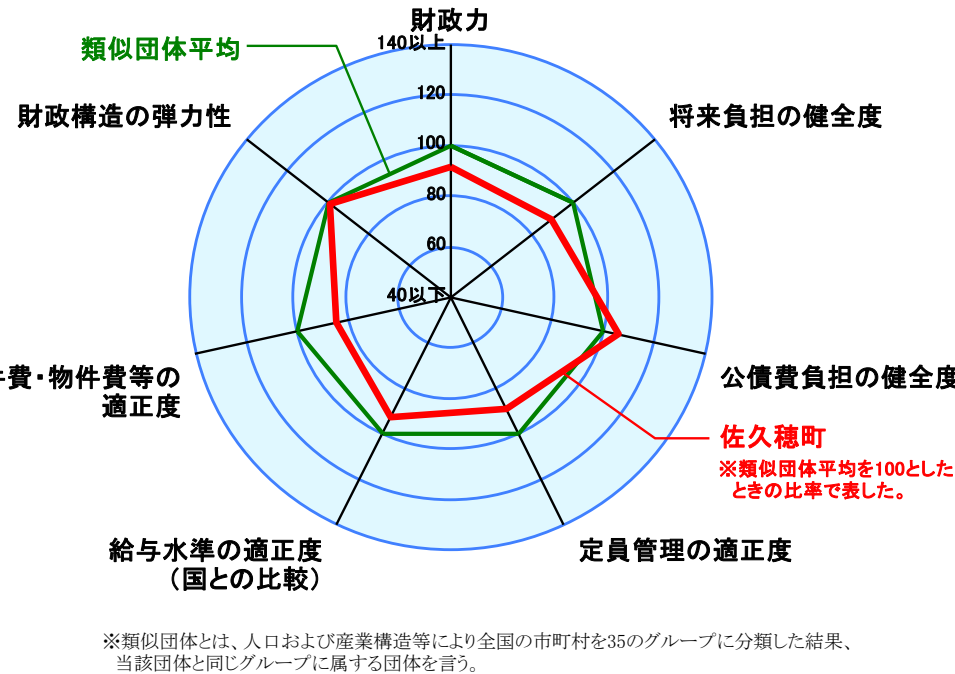 財政力
140以上
類似団体平均
120
財政構造の弾力性
将来負担の健全度
100
80
60
40以下
件費・物件費等の
適正度
公債費負担の健全度
佐久穂町
※類似団体平均を100とした
ときの比率で表した。
給与水準の適正度
（国との比較）
定員管理の適正度
※類似団体とは、人口および産業構造等により全国の市町村を35のグループに分類した結果、
当該団体と同じグループに属する団体を言う。